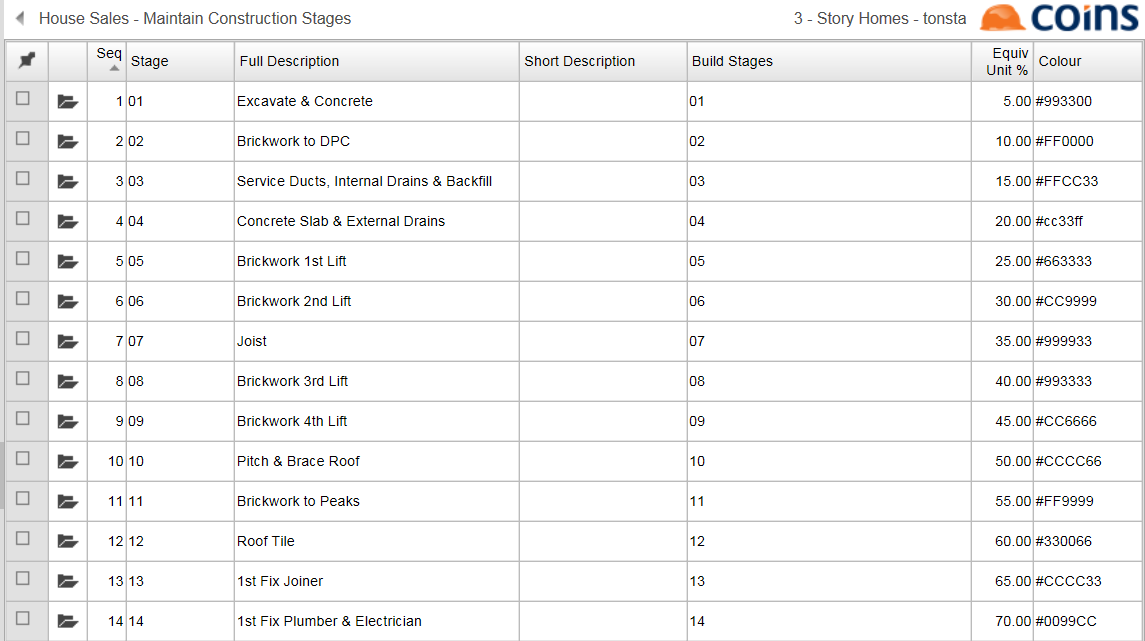 House Sales - Maintain Construction Stages 3 - Story Homes - tonsta coins
Seq Stage Full Description Short Description Build Stages Equiv Unit % Colour
1 01 Excavate & Concrete 01 5.00 #993300
2 02 Brickwork to DPC 02 10.00 #FF0000
3 03 Service Ducts, Internal Drains & Backfill 03 15.00 #FFCC33
4 04 Concrete Slab & External Drains 04 20.00 #cc33ff
5 05 Brickwork 1st Lift 05 25.00 #663333
6 06 Brickwork 2nd Lift 06 30.00 #CC9999
7 07 Joist 07 35.00 #999933
8 08 Brickwork 3rd Lift 08 40.00 #993333
9 09 Brickwork 4th Lift 09 45.00 #CC6666
10 10 Pitch & Brace Roof 10 50.00 #CCCC66
11 11 Brickwork to Peaks 11 55.00 #FF9999
12 12 Roof Tile 12 60.00 #330066
13 13 1st Fix Joiner 13 65.00 #CCCC33
14 14 1st Fix Plumber & Electrician 14 70.00 #0099CC